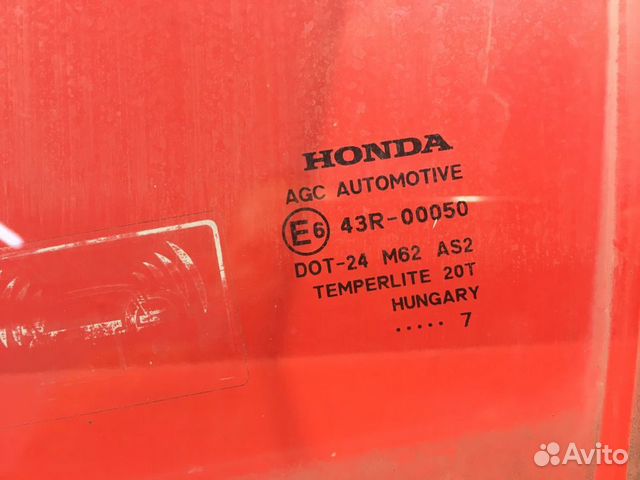 HONDA
AGC AUTOMOTIVE
E6 43R-00050
DOT-24 M62 AS2
TEMPERLITE 20T
HUNGARY
..... 7
Avito